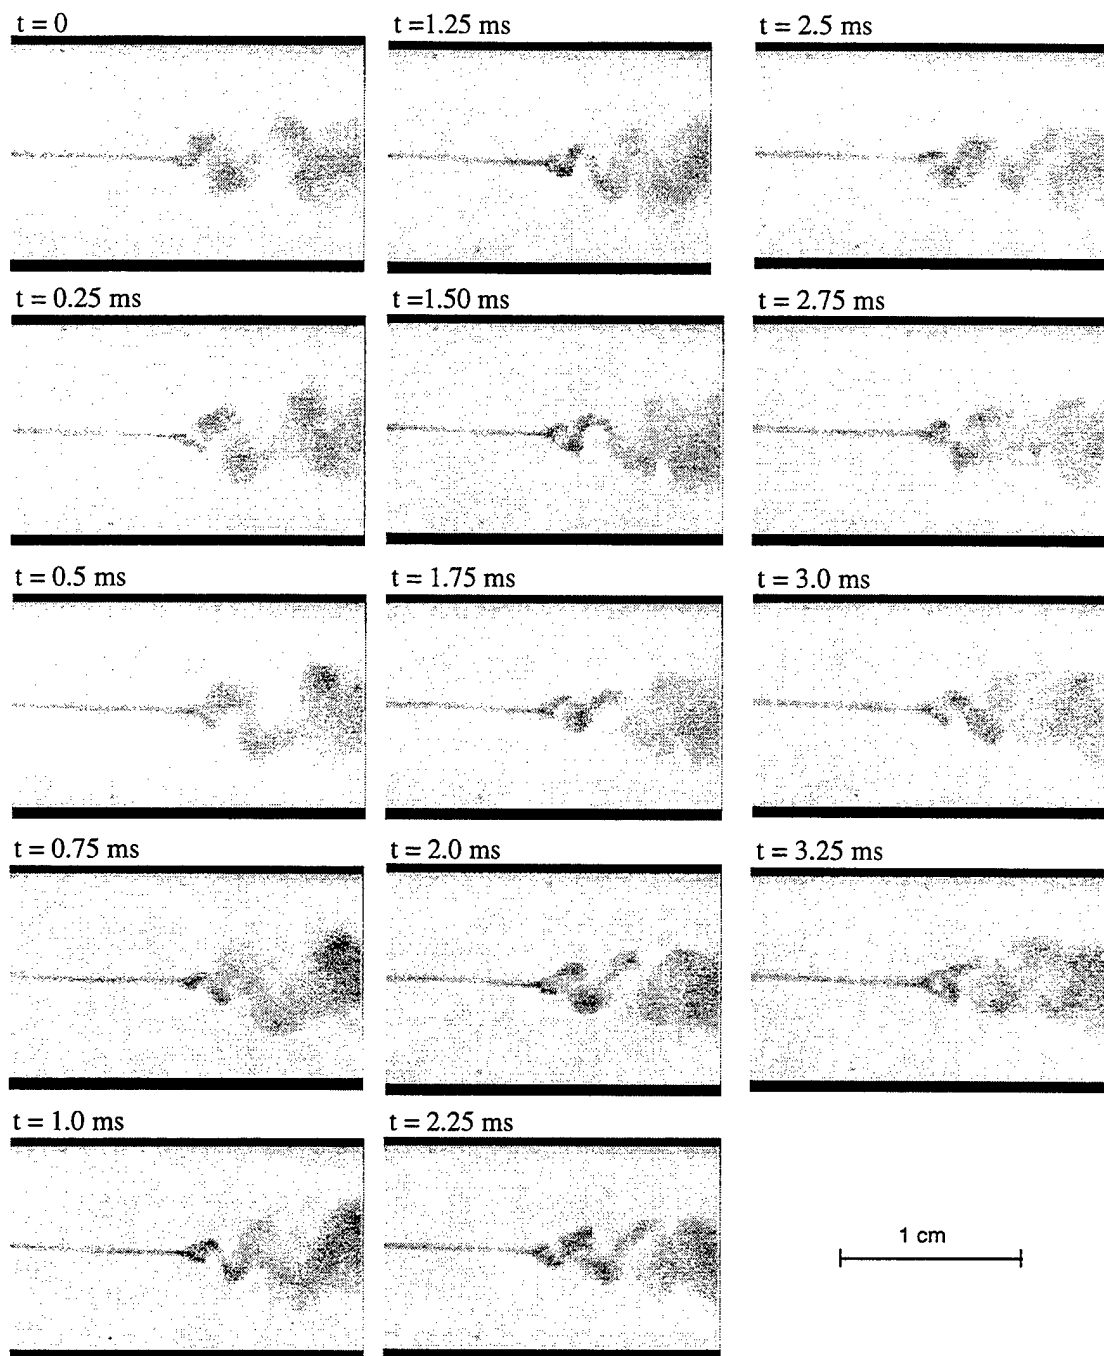 t = 0
t = 0.25 ms
t = 0.5 ms
t = 0.75 ms
t = 1.0 ms
t =1.25 ms
t =1.50 ms
t = 1.75 ms
t = 2.0 ms
t = 2.25 ms
t = 2.5 ms
t = 2.75 ms
t = 3.0 ms
t = 3.25 ms
1 cm